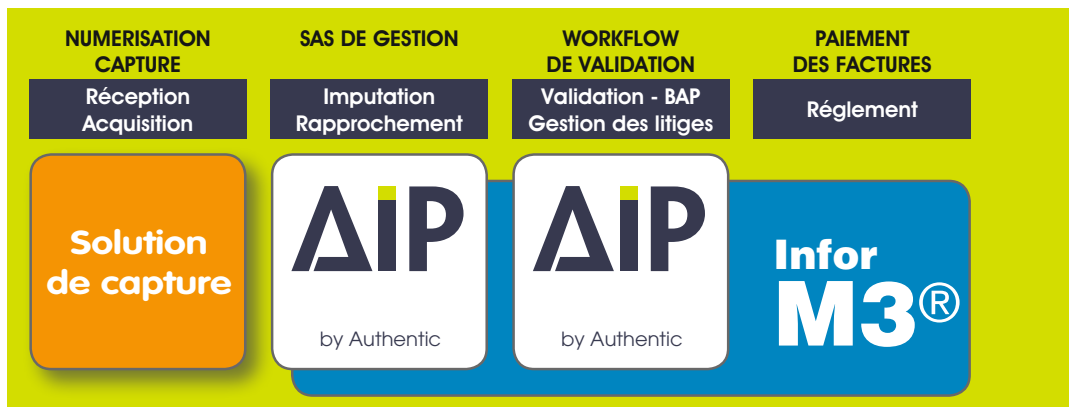 NUMERISATION
CAPTURE
Réception
Acquisition
Solution
de capture
SAS DE GESTION
Imputation
Rapprochement
AiP
by Authentic
WORKFLOW
DE VALIDATION
Validation - BAP
Gestion des litiges
AiP
by Authentic
PAIEMENT
DES FACTURES
Réglement
Infor
M3®